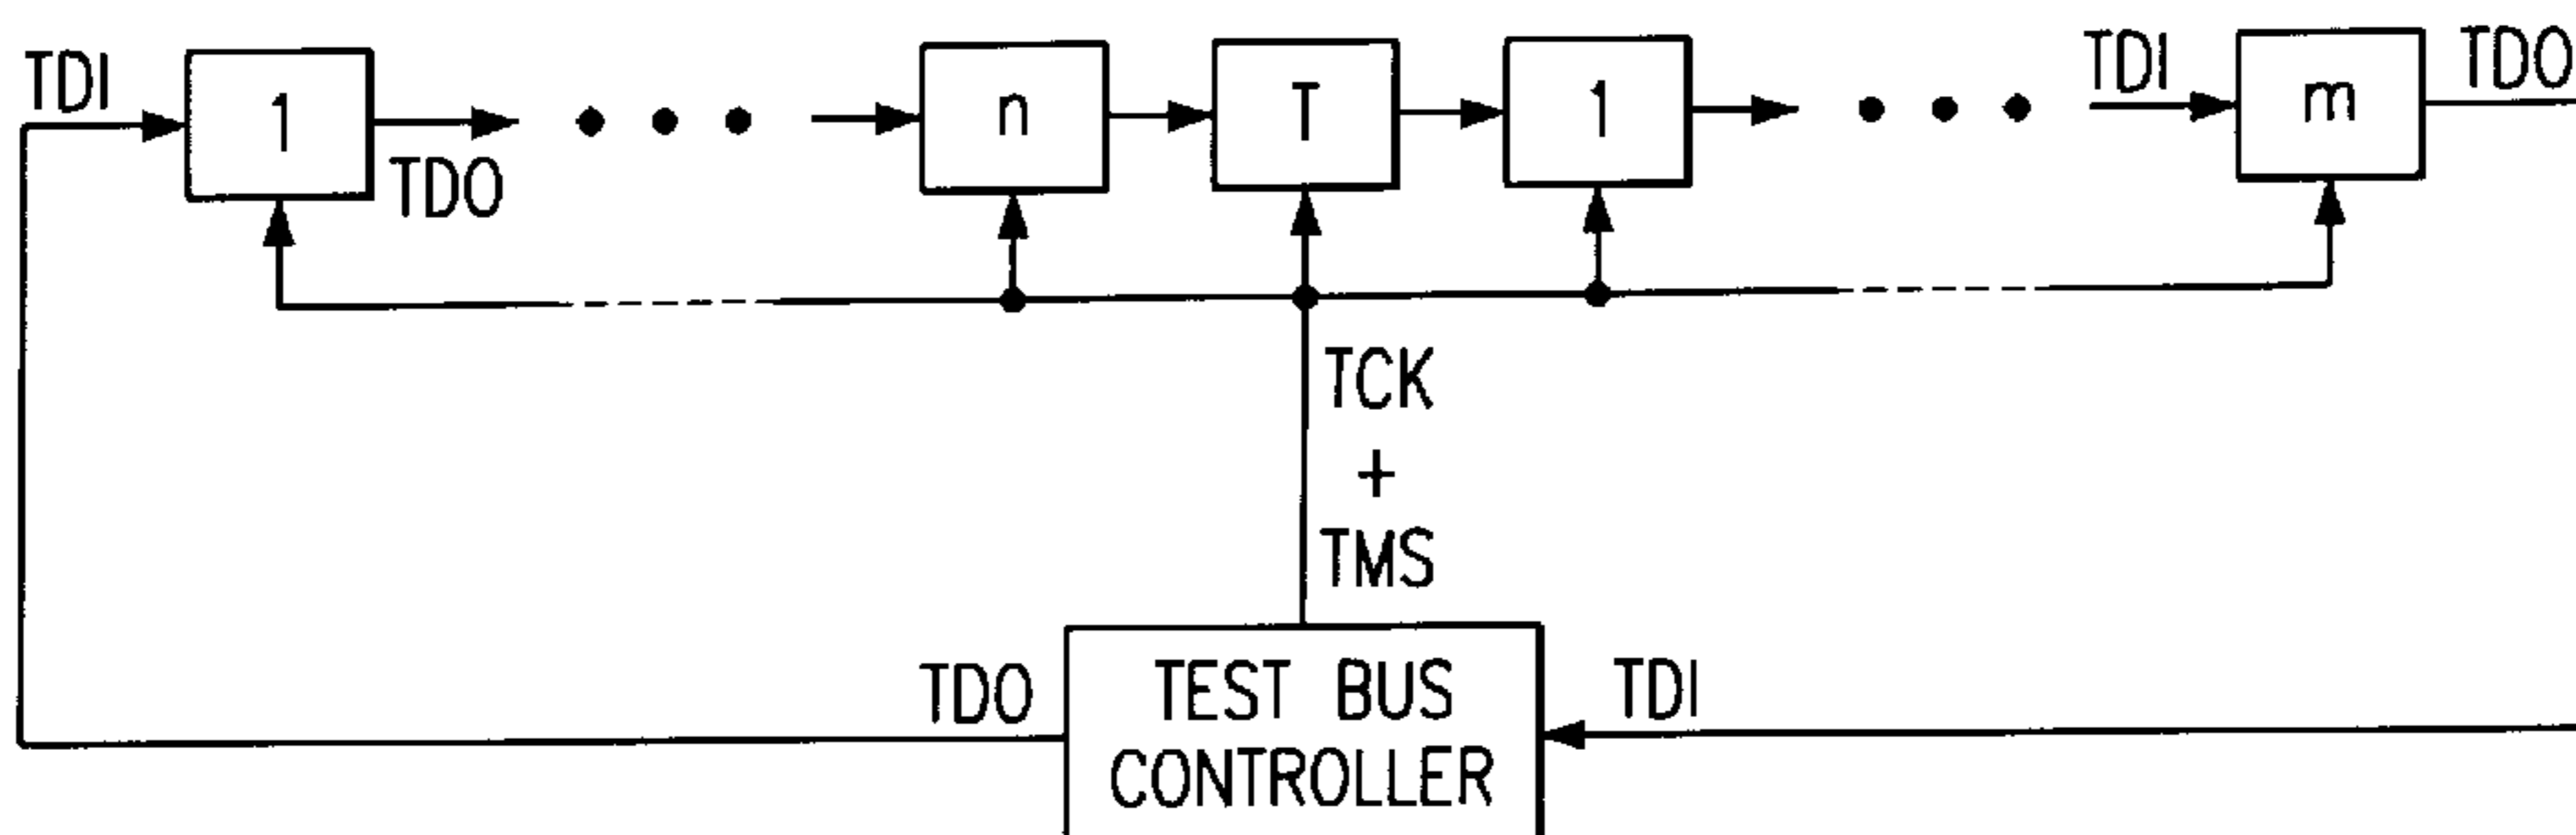 TDI
1
TDO
n
T
1
TDI
m
TDO
TCK
+
TMS
TDO
TEST BUS
CONTROLLER
TDI